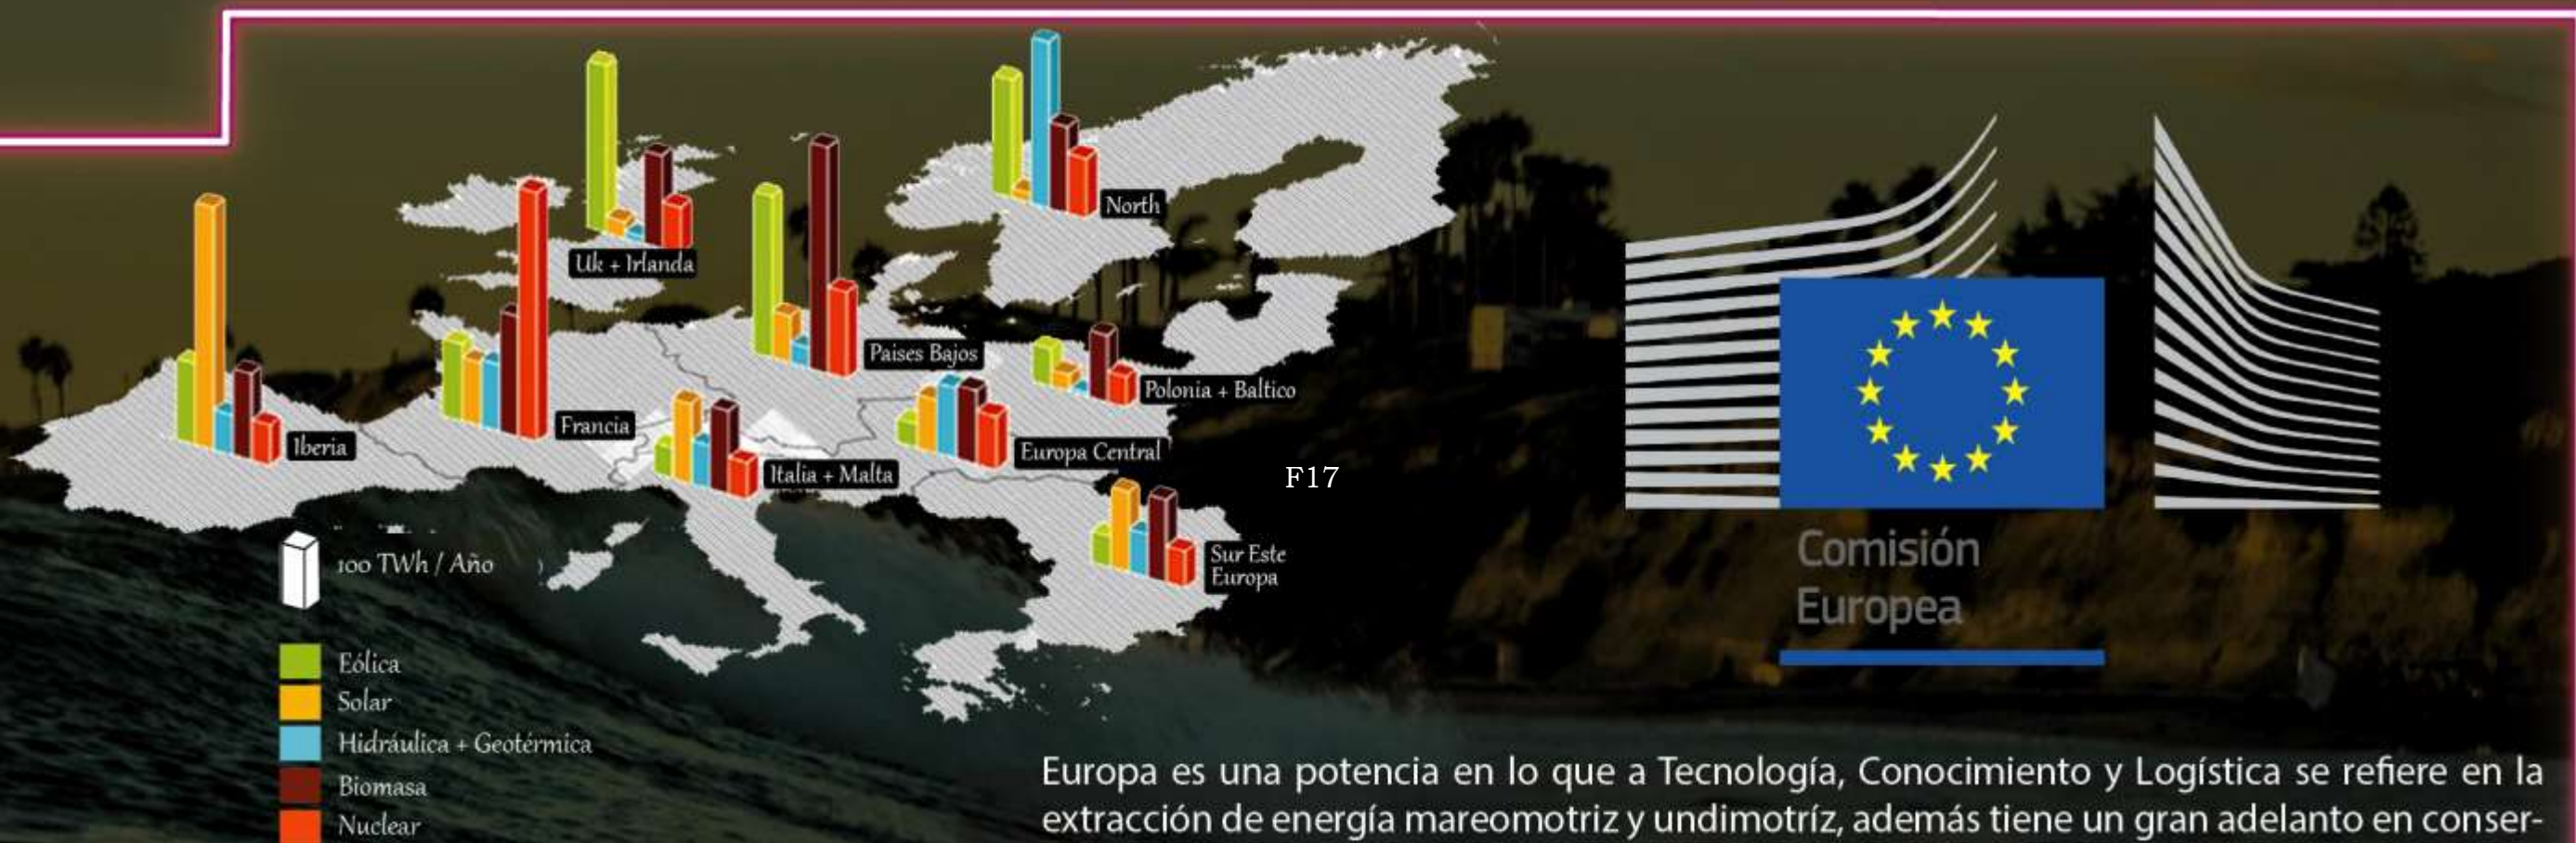 Uk + Irlanda
North
Iberia
Francia
Paises Bajos
Polonia + Baltico
Europa Central
Italia + Malta
Sur Este
Europa
F17
100 TWh / Año
Eólica
Solar
Hidráulica + Geotérmica
Biomasa
Nuclear
Comisión
Europea
Europa es una potencia en lo que a Tecnología, Conocimiento y Logística se refiere en la
extracción de energía mareomotriz y undimotríz, además tiene un gran adelanto en conser-